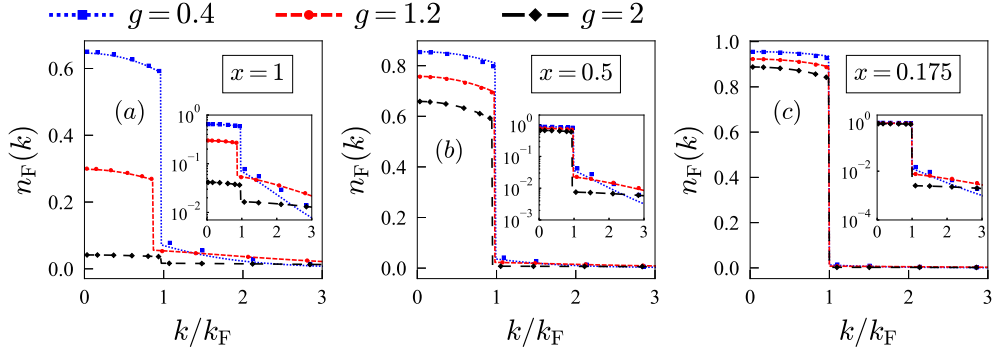 g = 0.4 g = 1.2 g = 2
n_F(k)
0.6
0.4
0.2
0.0
x = 1
(a)
10^0
10^-1
10^-2
0 1 2 3
0 1 2 3
k/k_F
n_F(k)
0.8
0.6
0.4
0.2
0.0
x = 0.5
(b)
10^0
10^-1
10^-2
10^-3
0 1 2 3
0 1 2 3
k/k_F
n_F(k)
1.0
0.8
0.6
0.4
0.2
0.0
x = 0.175
(c)
10^0
10^-2
10^-4
0 1 2 3
0 1 2 3
k/k_F